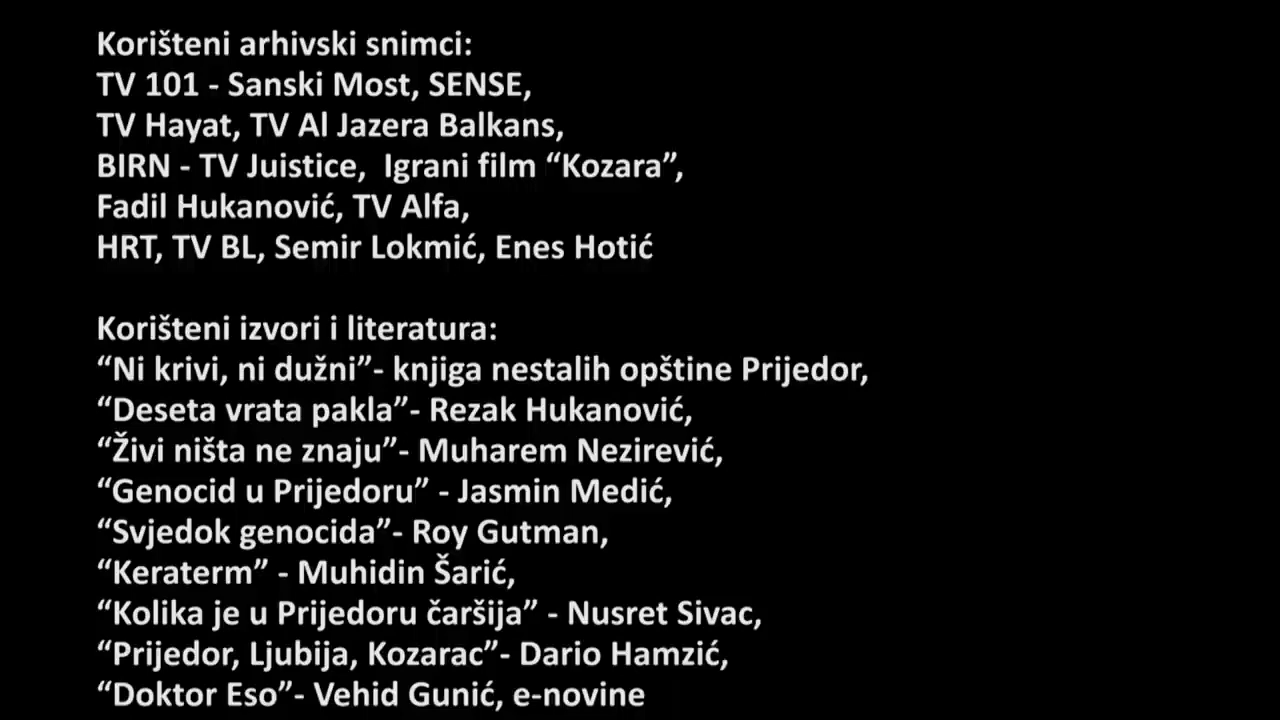 Korišteni arhivski snimci:
TV 101 - Sanski Most, SENSE,
TV Hayat, TV Al Jazera Balkans,
BIRN - TV Juistice,  Igrani film “Kozara”,
Fadil Hukanović, TV Alfa,
HRT, TV BL, Semir Lokmić, Enes Hotić
Korišteni izvori i literatura:
“Ni krivi, ni dužni”- knjiga nestalih opštine Prijedor,
“Deseta vrata pakla”- Rezak Hukanović,
“Živi ništa ne znaju”- Muharem Nezirević,
“Genocid u Prijedoru” - Jasmin Medić,
“Svjedok genocida”- Roy Gutman,
“Keraterm” - Muhidin Šarić,
“Kolika je u Prijedoru čaršija” - Nusret Sivac,
“Prijedor, Ljubija, Kozarac”- Dario Hamzić,
“Doktor Eso”- Vehid Gunić, e-novine